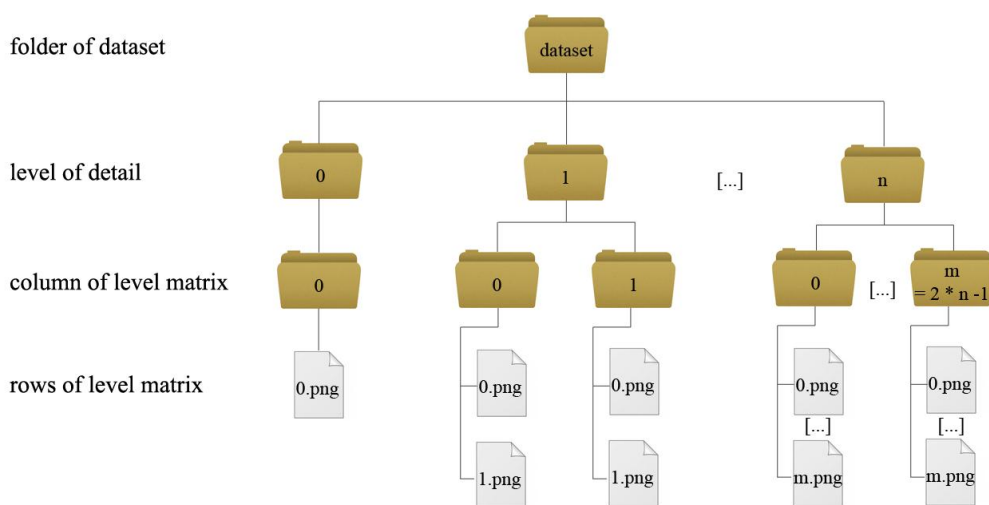 folder of dataset
dataset
level of detail
0
1
[...]
n
column of level matrix
0
0
1
0
[...]
m
= 2 * n -1
rows of level matrix
0.png
0.png
0.png
0.png
0.png
[...]
[...]
1.png
1.png
m.png
m.png